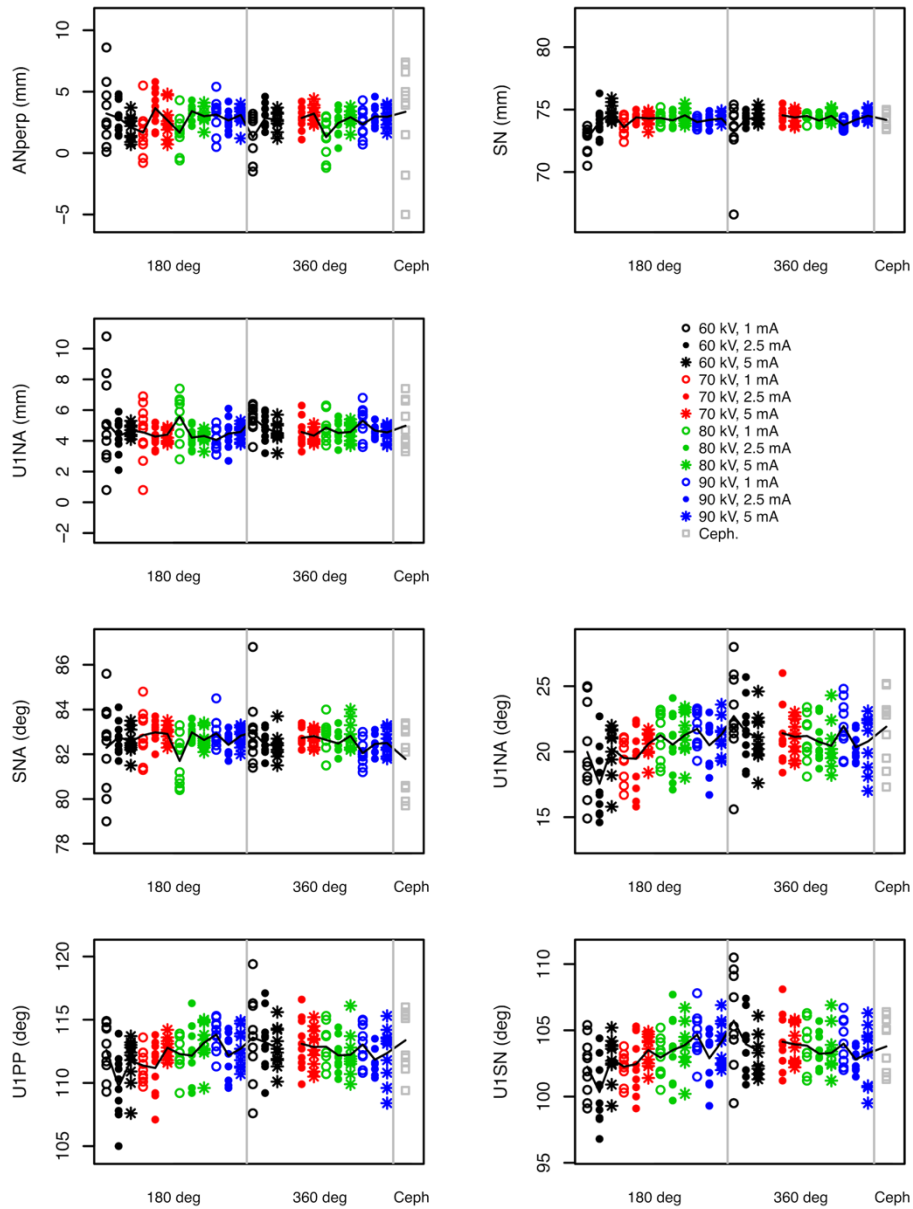 ANperp (mm)
10
5
0
−5
180 deg 360 deg Ceph
SN (mm)
80
75
70
180 deg 360 deg Ceph
U1NA (mm)
10
8
6
4
2
0
−2
180 deg 360 deg Ceph
60 kV, 1 mA
60 kV, 2.5 mA
60 kV, 5 mA
70 kV, 1 mA
70 kV, 2.5 mA
70 kV, 5 mA
80 kV, 1 mA
80 kV, 2.5 mA
80 kV, 5 mA
90 kV, 1 mA
90 kV, 2.5 mA
90 kV, 5 mA
Ceph.
SNA (deg)
86
84
82
80
78
180 deg 360 deg Ceph
U1NA (deg)
25
20
15
180 deg 360 deg Ceph
U1PP (deg)
120
115
110
105
180 deg 360 deg Ceph
U1SN (deg)
110
105
100
95
180 deg 360 deg Ceph